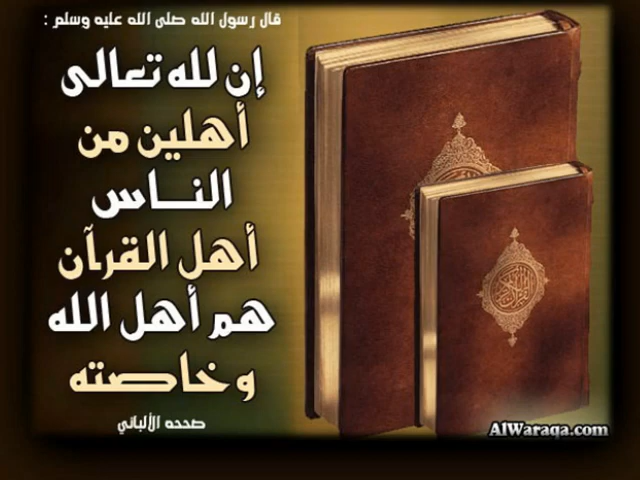 قال رسول الله صلى الله عليه وسلم :
إن لله تعالى
أهلين من
الناس
أهل القرآن
هم أهل الله
وخاصته
صححه الألباني
AlWaraqa.com